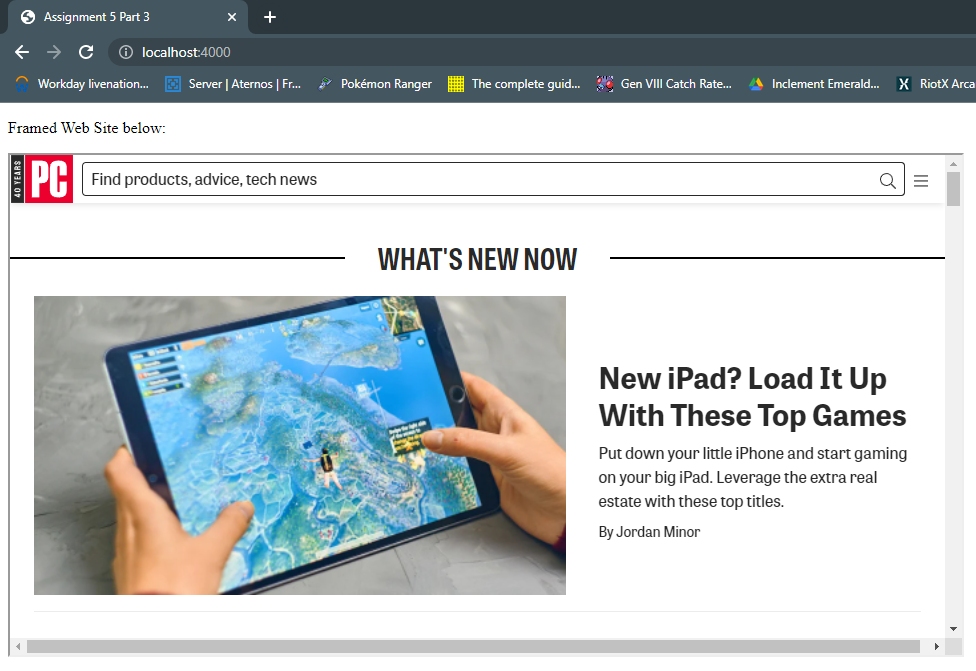 Assignment 5 Part 3
localhost:4000
Workday livenation... Server | Aternos | Fr... Pokémon Ranger The complete guid... Gen VIII Catch Rate... Inclement Emerald... RiotX Arca
Framed Web Site below:
40 YEARS
PC
Find products, advice, tech news
WHAT'S NEW NOW
New iPad? Load It Up
With These Top Games
Put down your little iPhone and start gaming
on your big iPad. Leverage the extra real
estate with these top titles.
By Jordan Minor